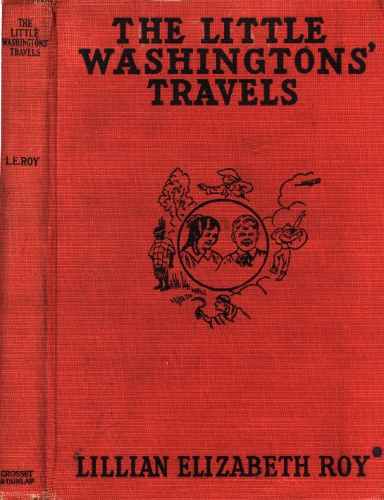 THE
LITTLE
WASHINGTONS'
TRAVELS
L.E.ROY
GROSSET
& DUNLAP
THE LITTLE
WASHINGTONS'
TRAVELS
LILLIAN ELIZABETH ROY